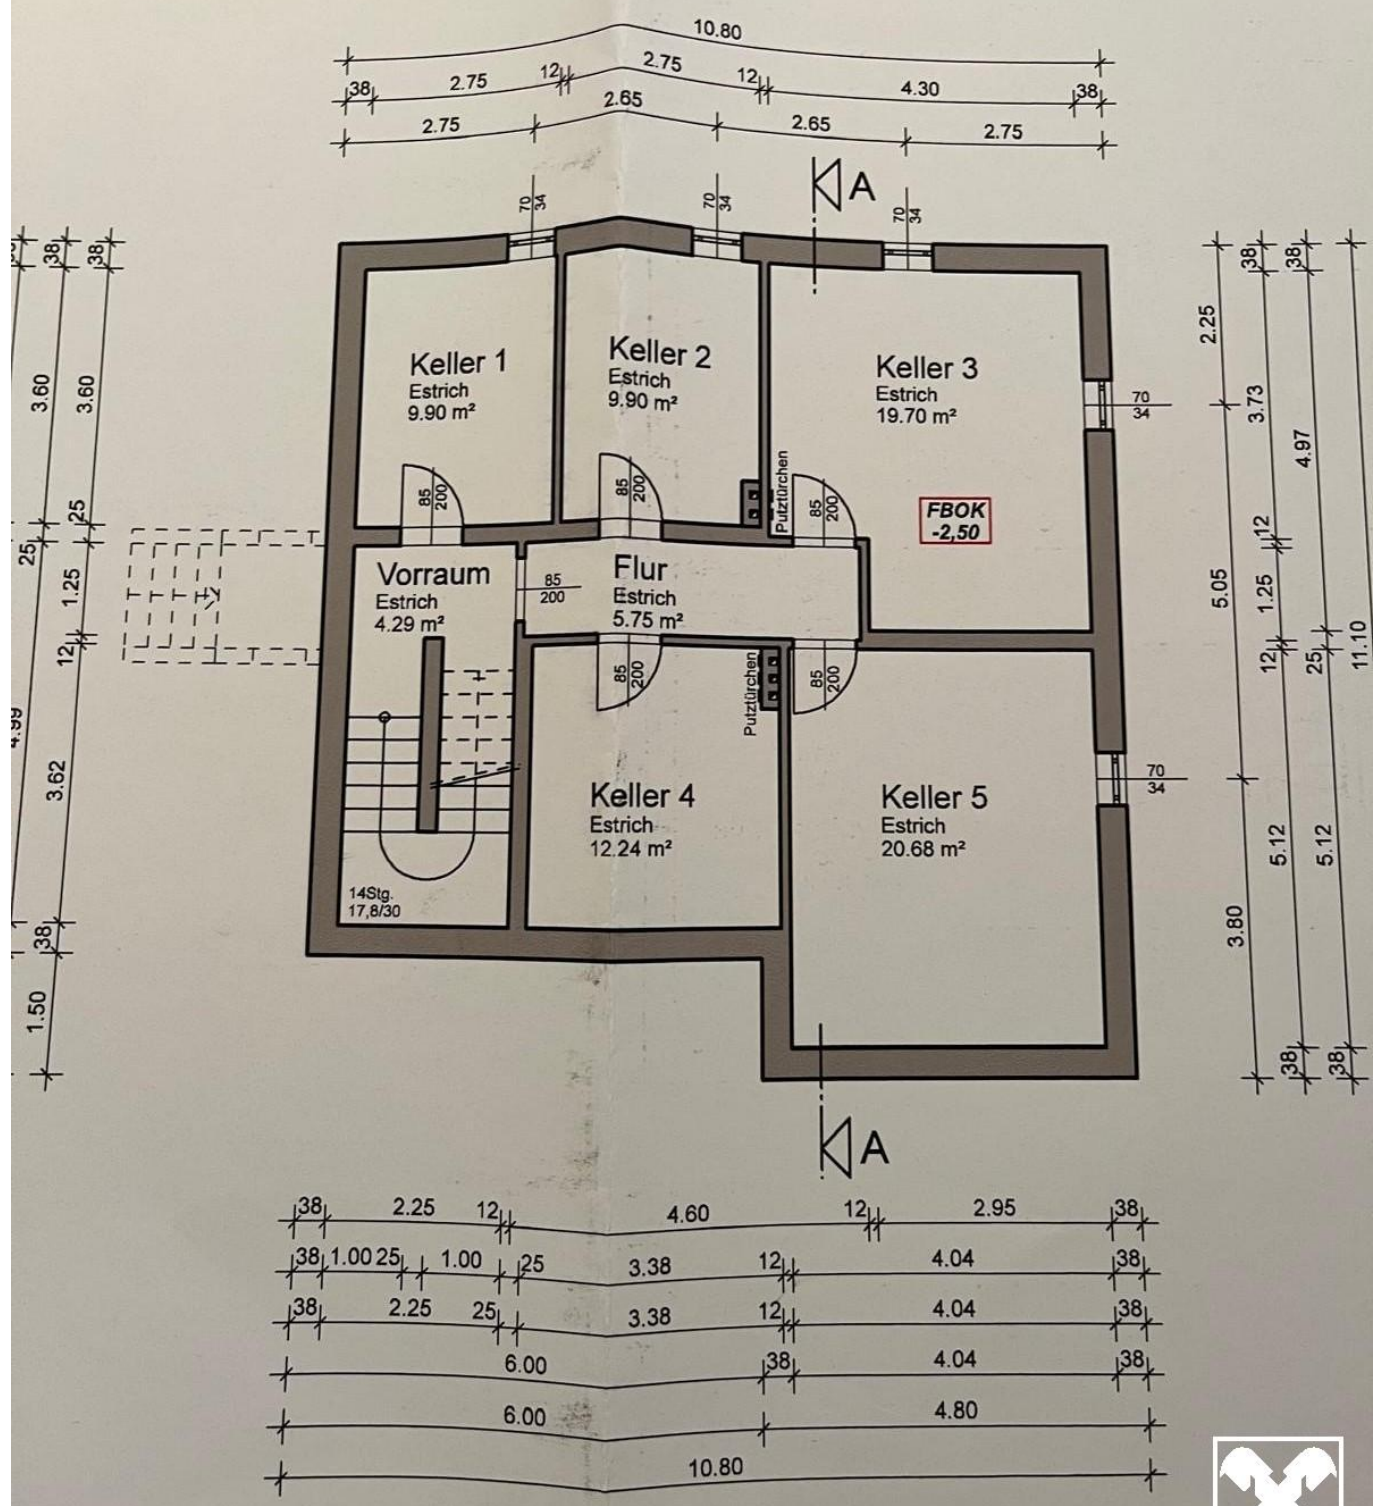 10.80
38 2.75 12 2.75 12 4.30 38
2.75 2.65 2.65 2.75
A
70
34
70
34
70
34
38 38
3.60 3.60
25 25
1.25
12
4.99
3.62
38
1.50
Keller 1
Estrich
9.90 m²
85
200
Keller 2
Estrich
9.90 m²
85
200
Putztürchen
Keller 3
Estrich
19.70 m²
85
200
FBOK
-2,50
70
34
Vorraum
Estrich
4.29 m²
85
200
Flur
Estrich
5.75 m²
85
200
Putztürchen
85
200
Keller 4
Estrich
12.24 m²
Keller 5
Estrich
20.68 m²
70
34
14Stg.
17,8/30
2.25
5.05
3.80
38
3.73
12
1.25
12
5.12
38
38
4.97
25
5.12
38
11.10
A
38 2.25 12 4.60 12 2.95 38
38 1.00 25 1.00 25 3.38 12 4.04 38
38 2.25 25 3.38 12 4.04 38
6.00 38 4.04 38
6.00 4.80
10.80